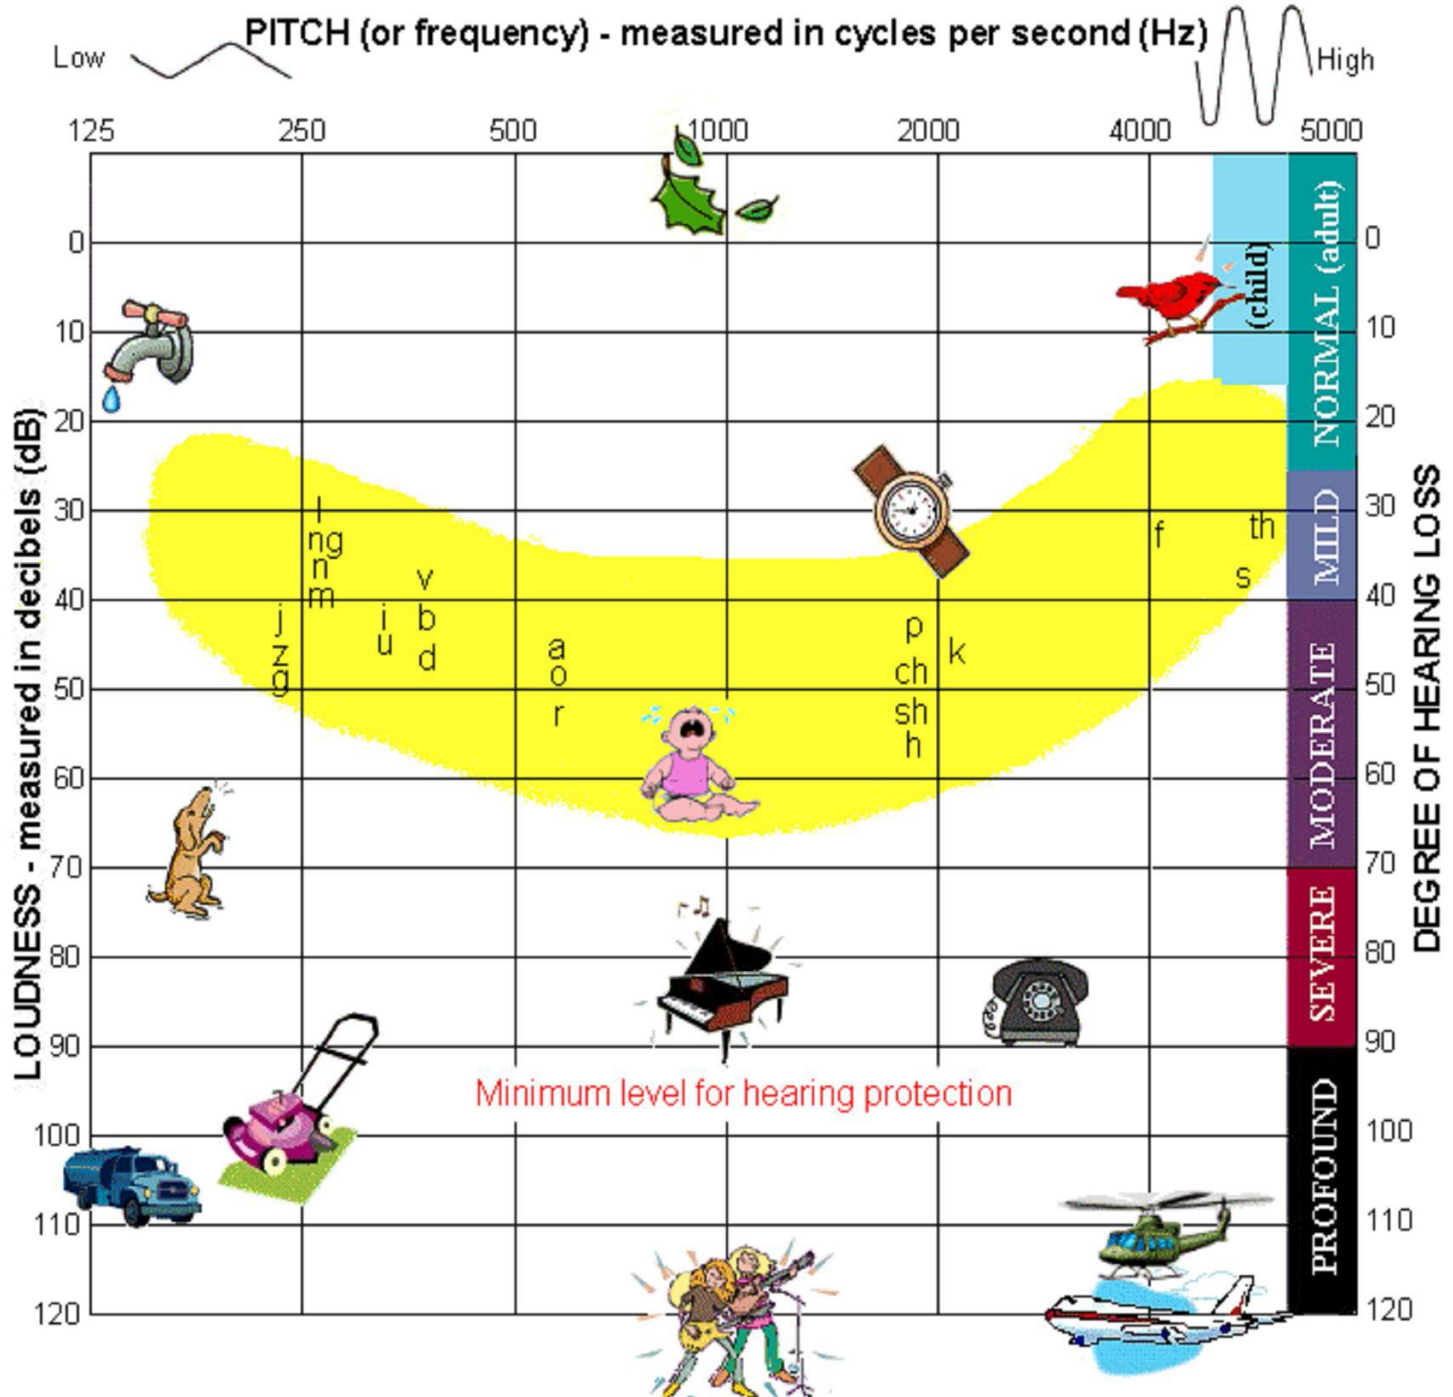 PITCH (or frequency) - measured in cycles per second (Hz)
Low
High
125 250 500 1000 2000 4000 5000
0 0
10 10
20 20
30 30
40 40
50 50
60 60
70 70
80 80
90 90
100 100
110 110
120 120
LOUDNESS - measured in decibels (dB)
DEGREE OF HEARING LOSS
NORMAL (adult)
(child)
MILD
MODERATE
SEVERE
PROFOUND
l
ng
n
m
j
z
g
i
u
v
b
d
a
o
r
p
ch
sh
h
k
f
th
s
Minimum level for hearing protection